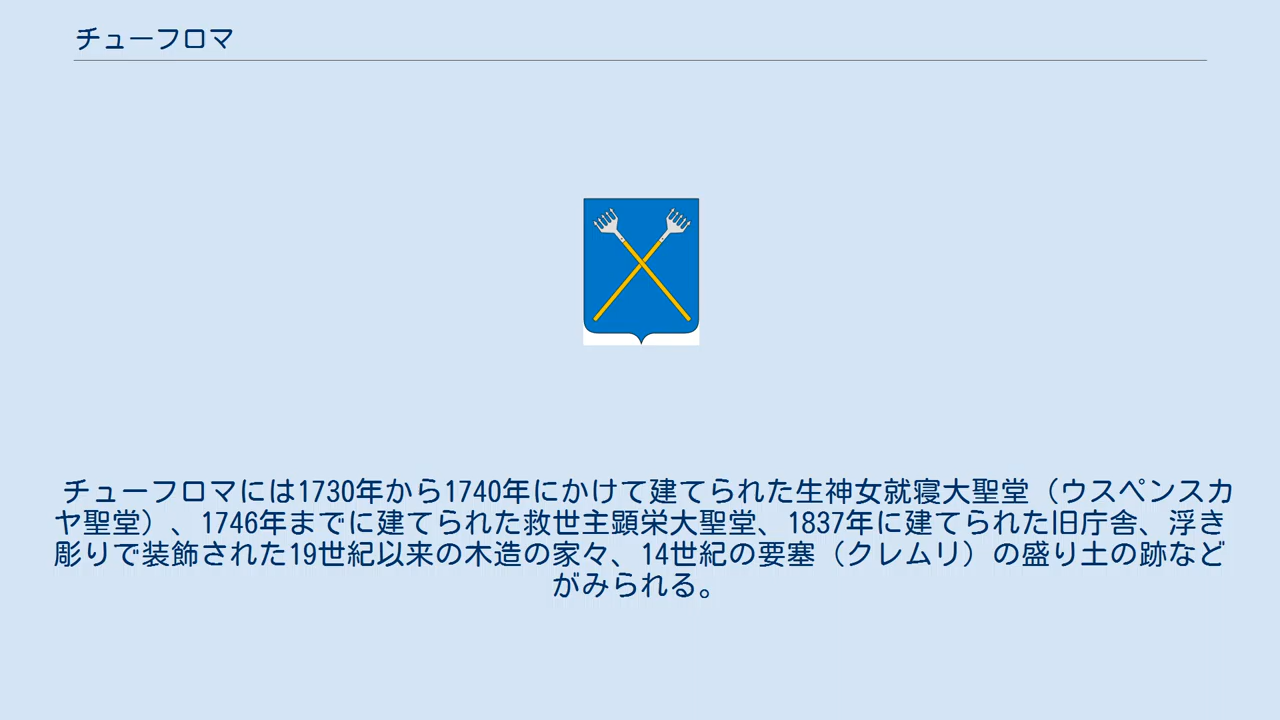 チューフロマ
チューフロマには1730年から1740年にかけて建てられた生神女就寝大聖堂（ウスペンスカ
ヤ聖堂）、1746年までに建てられた救世主顕栄大聖堂、1837年に建てられた旧庁舎、浮き
彫りで装飾された19世紀以来の木造の家々、14世紀の要塞（クレムリ）の盛り土の跡など
がみられる。